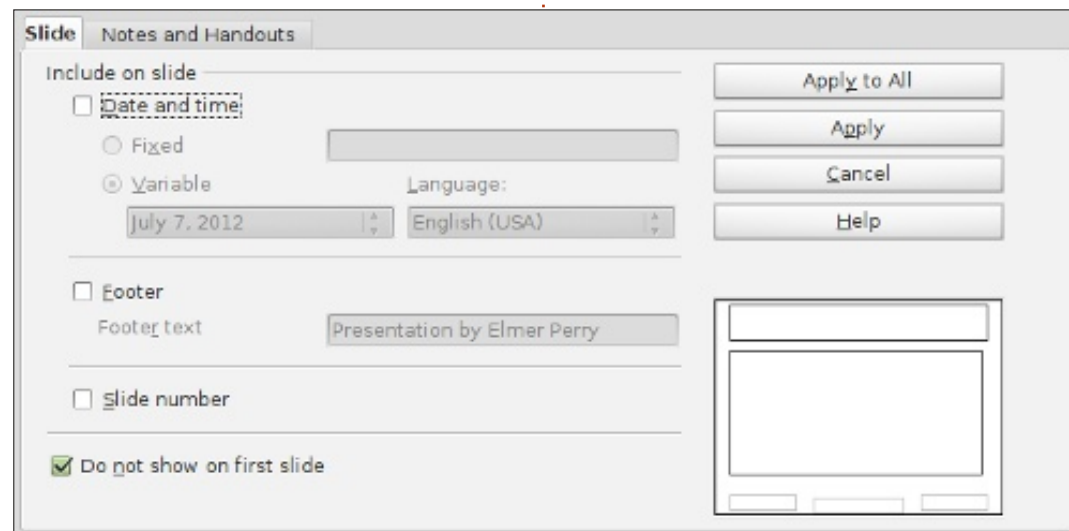 Slide Notes and Handouts
Include on slide
Date and time
Fixed
Variable Language:
July 7, 2012 English (USA)
Footer
Footer text Presentation by Elmer Perry
Slide number
Do not show on first slide
Apply to All
Apply
Cancel
Help